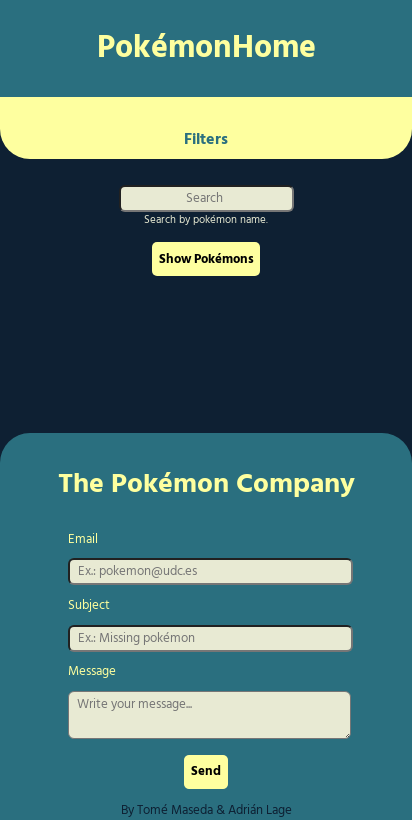 PokémonHome
Filters
Search
Search by pokémon name.
Show Pokémons
The Pokémon Company
Email
Ex.: pokemon@udc.es
Subject
Ex.: Missing pokémon
Message
Write your message...
Send
By Tomé Maseda & Adrián Lage